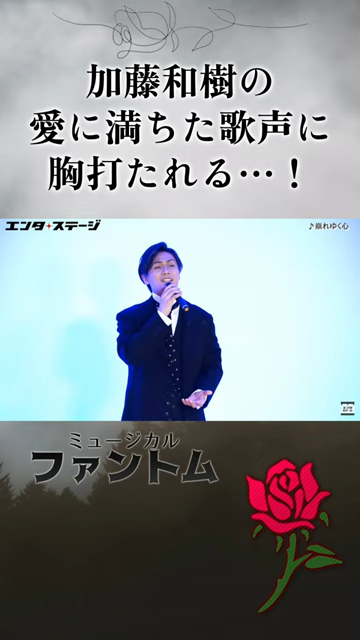 加藤和樹の
愛に満ちた歌声に
胸打たれる…！
エンタ+ステージ
♪崩れゆく心
ミュージカル
ファントム